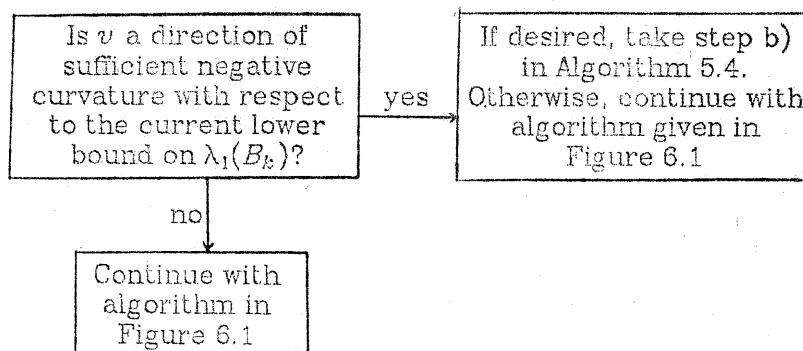 Is v a direction of
sufficient negative
curvature with respect
to the current lower
bound on λ₁(Bₖ)?
yes
If desired, take step b)
in Algorithm 5.4.
Otherwise, continue with
algorithm given in
Figure 6.1
no
Continue with
algorithm in
Figure 6.1